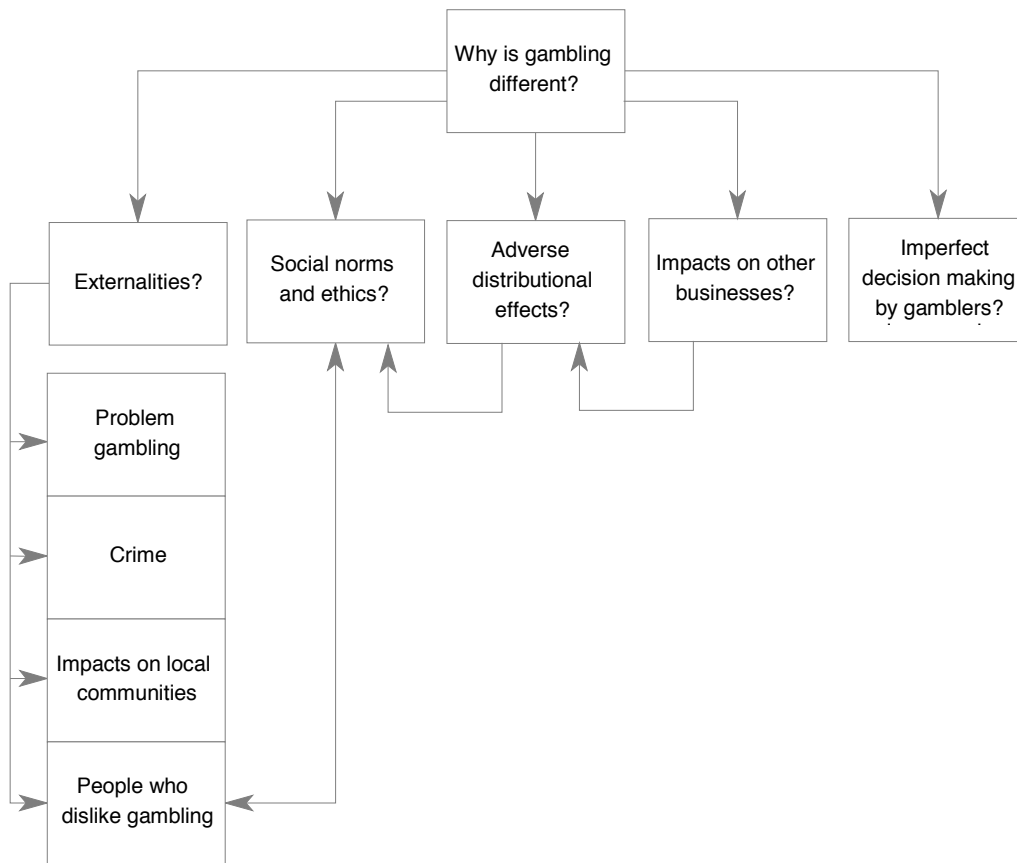 Why is gambling
different?
Externalities?
Social norms
and ethics?
Adverse
distributional
effects?
Impacts on other
businesses?
Imperfect
decision making
by gamblers?
Problem
gambling
Crime
Impacts on local
communities
People who
dislike gambling